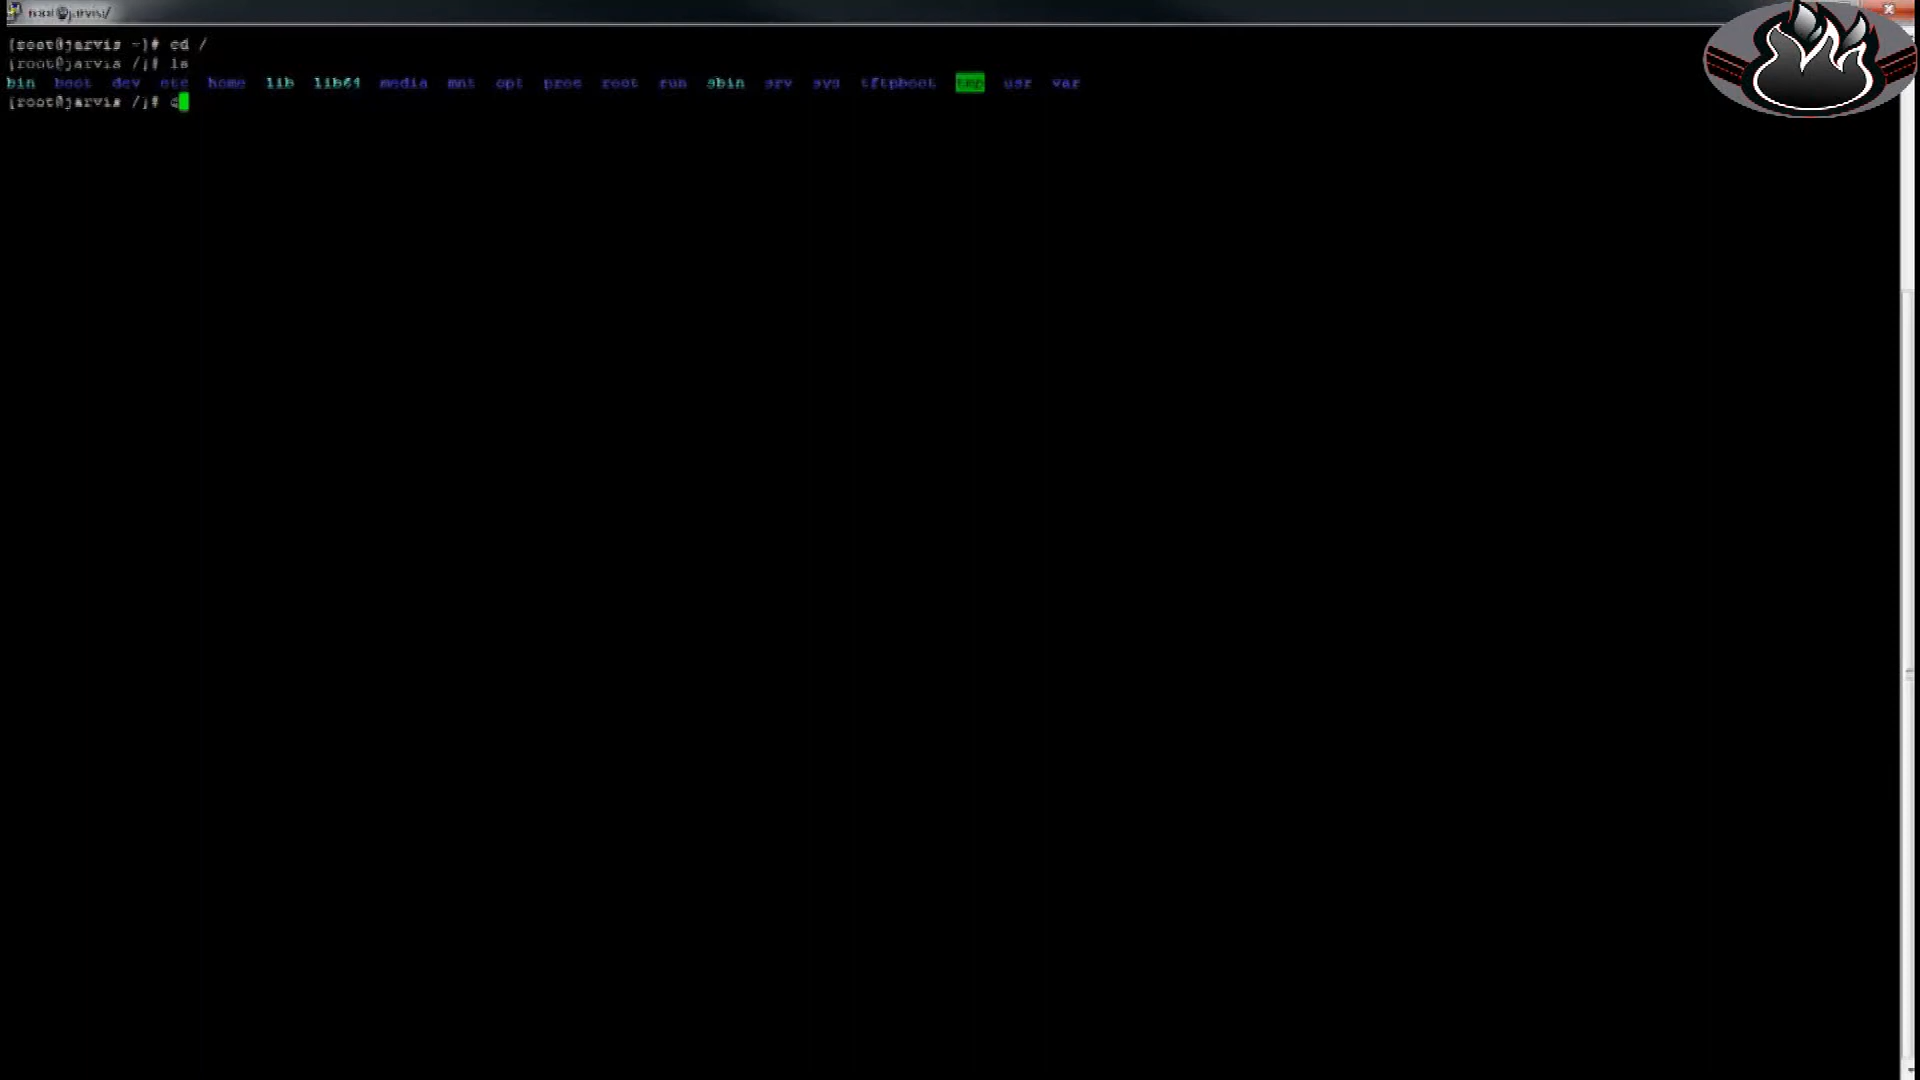 root@jarvis:/
[root@jarvis ~]# cd /
[root@jarvis /]# ls
bin boot dev etc home lib lib64 media mnt opt proc root run sbin srv sys tftpboot tmp usr var
[root@jarvis /]# c